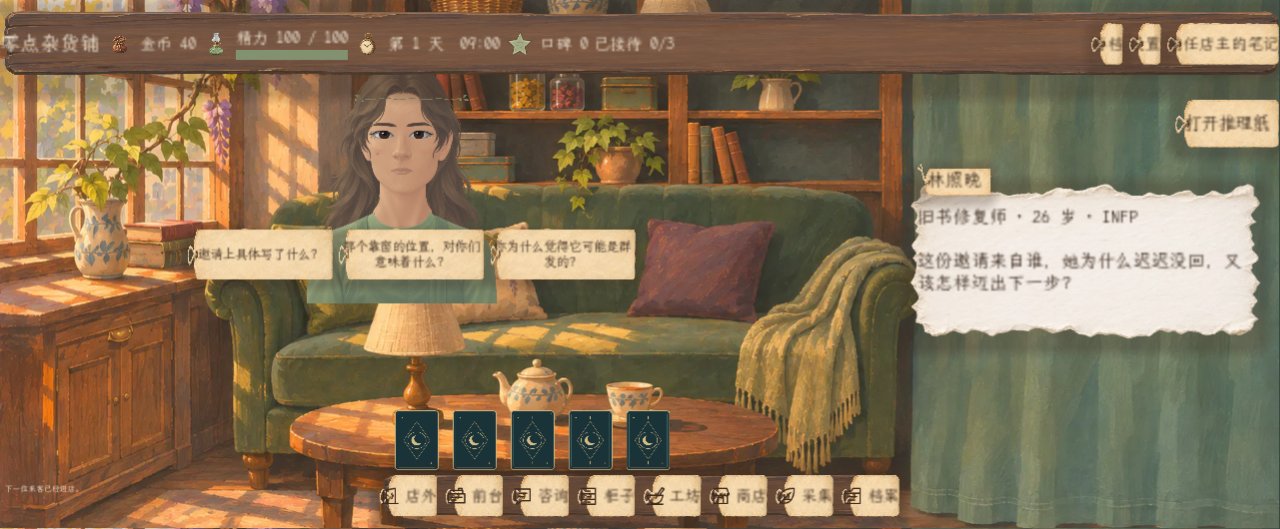 零点杂货铺
金币 40
精力 100 / 100
第 1 天 09:00
口碑 0 已接待 0/3
档
置
任店主的笔记
打开推理纸
林照晚
旧书修复师 · 26 岁 · INFP
这份邀请来自谁，她为什么迟迟没回，又
该怎样迈出下一步？
邀请上具体写了什么？
那个靠窗的位置，对你们
意味着什么？
你为什么觉得它可能是群
发的？
下一位来客已经进店。
店外
前台
咨询
柜子
工坊
商店
采集
档案